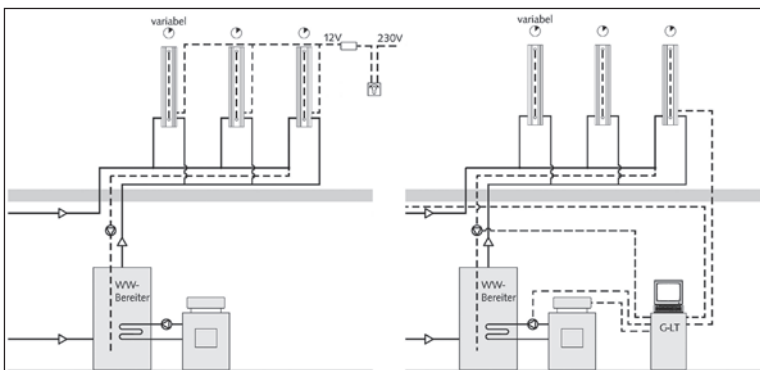 variabel
12V
230V
WW-
Bereiter
variabel
WW-
Bereiter
G-LT